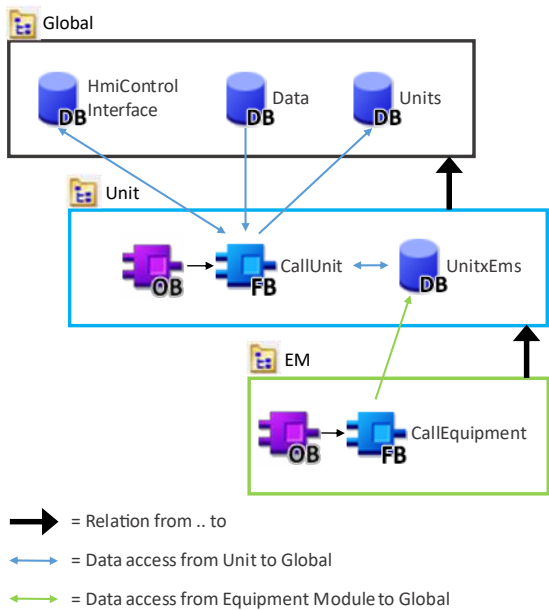 Global
HmiControl
Interface
Data
Units
DB
DB
DB
Unit
CallUnit
UnitxEms
OB
FB
DB
EM
CallEquipment
OB
FB
= Relation from .. to
= Data access from Unit to Global
= Data access from Equipment Module to Global